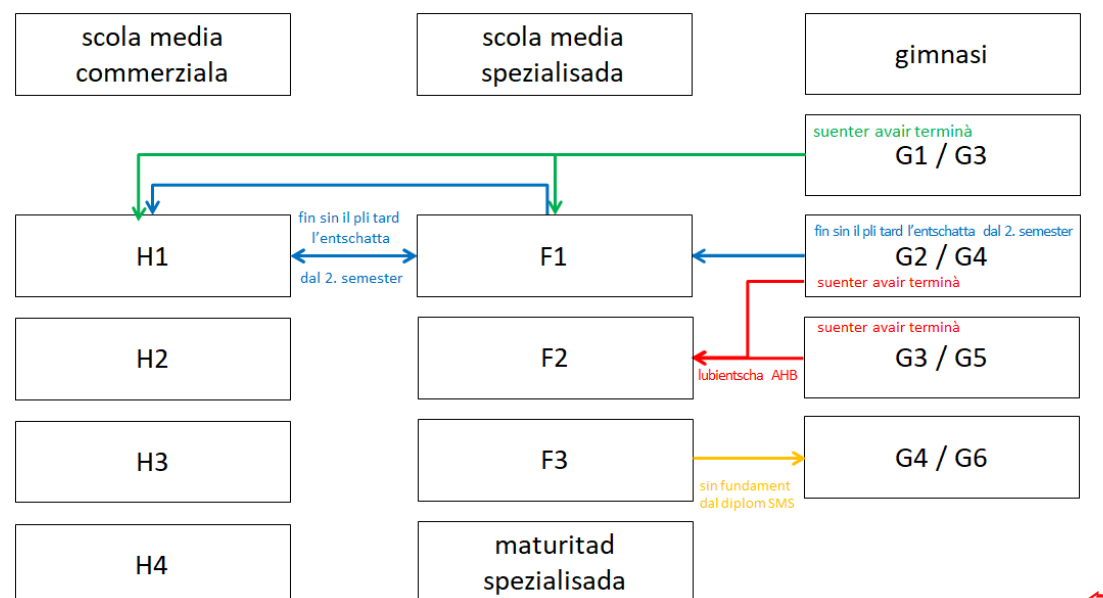 scola media
commerziala
scola media
spezialisada
gimnasi
suenter avair terminà
G1 / G3
H1
fin sin il pli tard
l’entschatta
dal 2. semester
F1
fin sin il pli tard l’entschatta dal 2. semester
G2 / G4
suenter avair terminà
H2
F2
lubientscha AHB
suenter avair terminà
G3 / G5
H3
F3
sin fundament
dal diplom SMS
G4 / G6
H4
maturitad
spezialisada